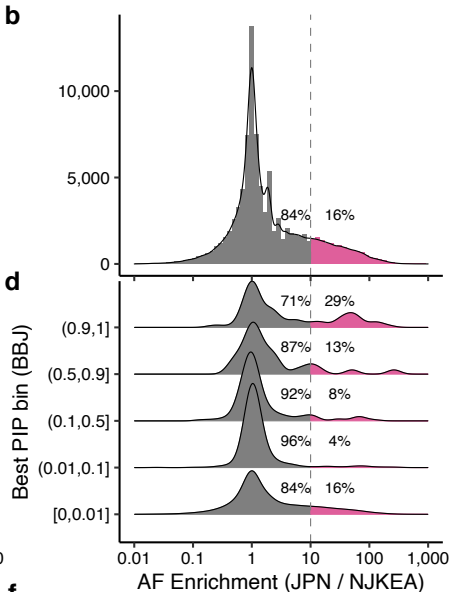 b
10,000
5,000
84% 16%
0
d
Best PIP bin (BBJ)
71% 29%
(0.9,1]
87% 13%
(0.5,0.9]
92% 8%
(0.1,0.5]
96% 4%
(0.01,0.1]
84% 16%
[0,0.01]
0 0.01 0.1 1 10 100 1,000
AF Enrichment (JPN / NJKEA)
f